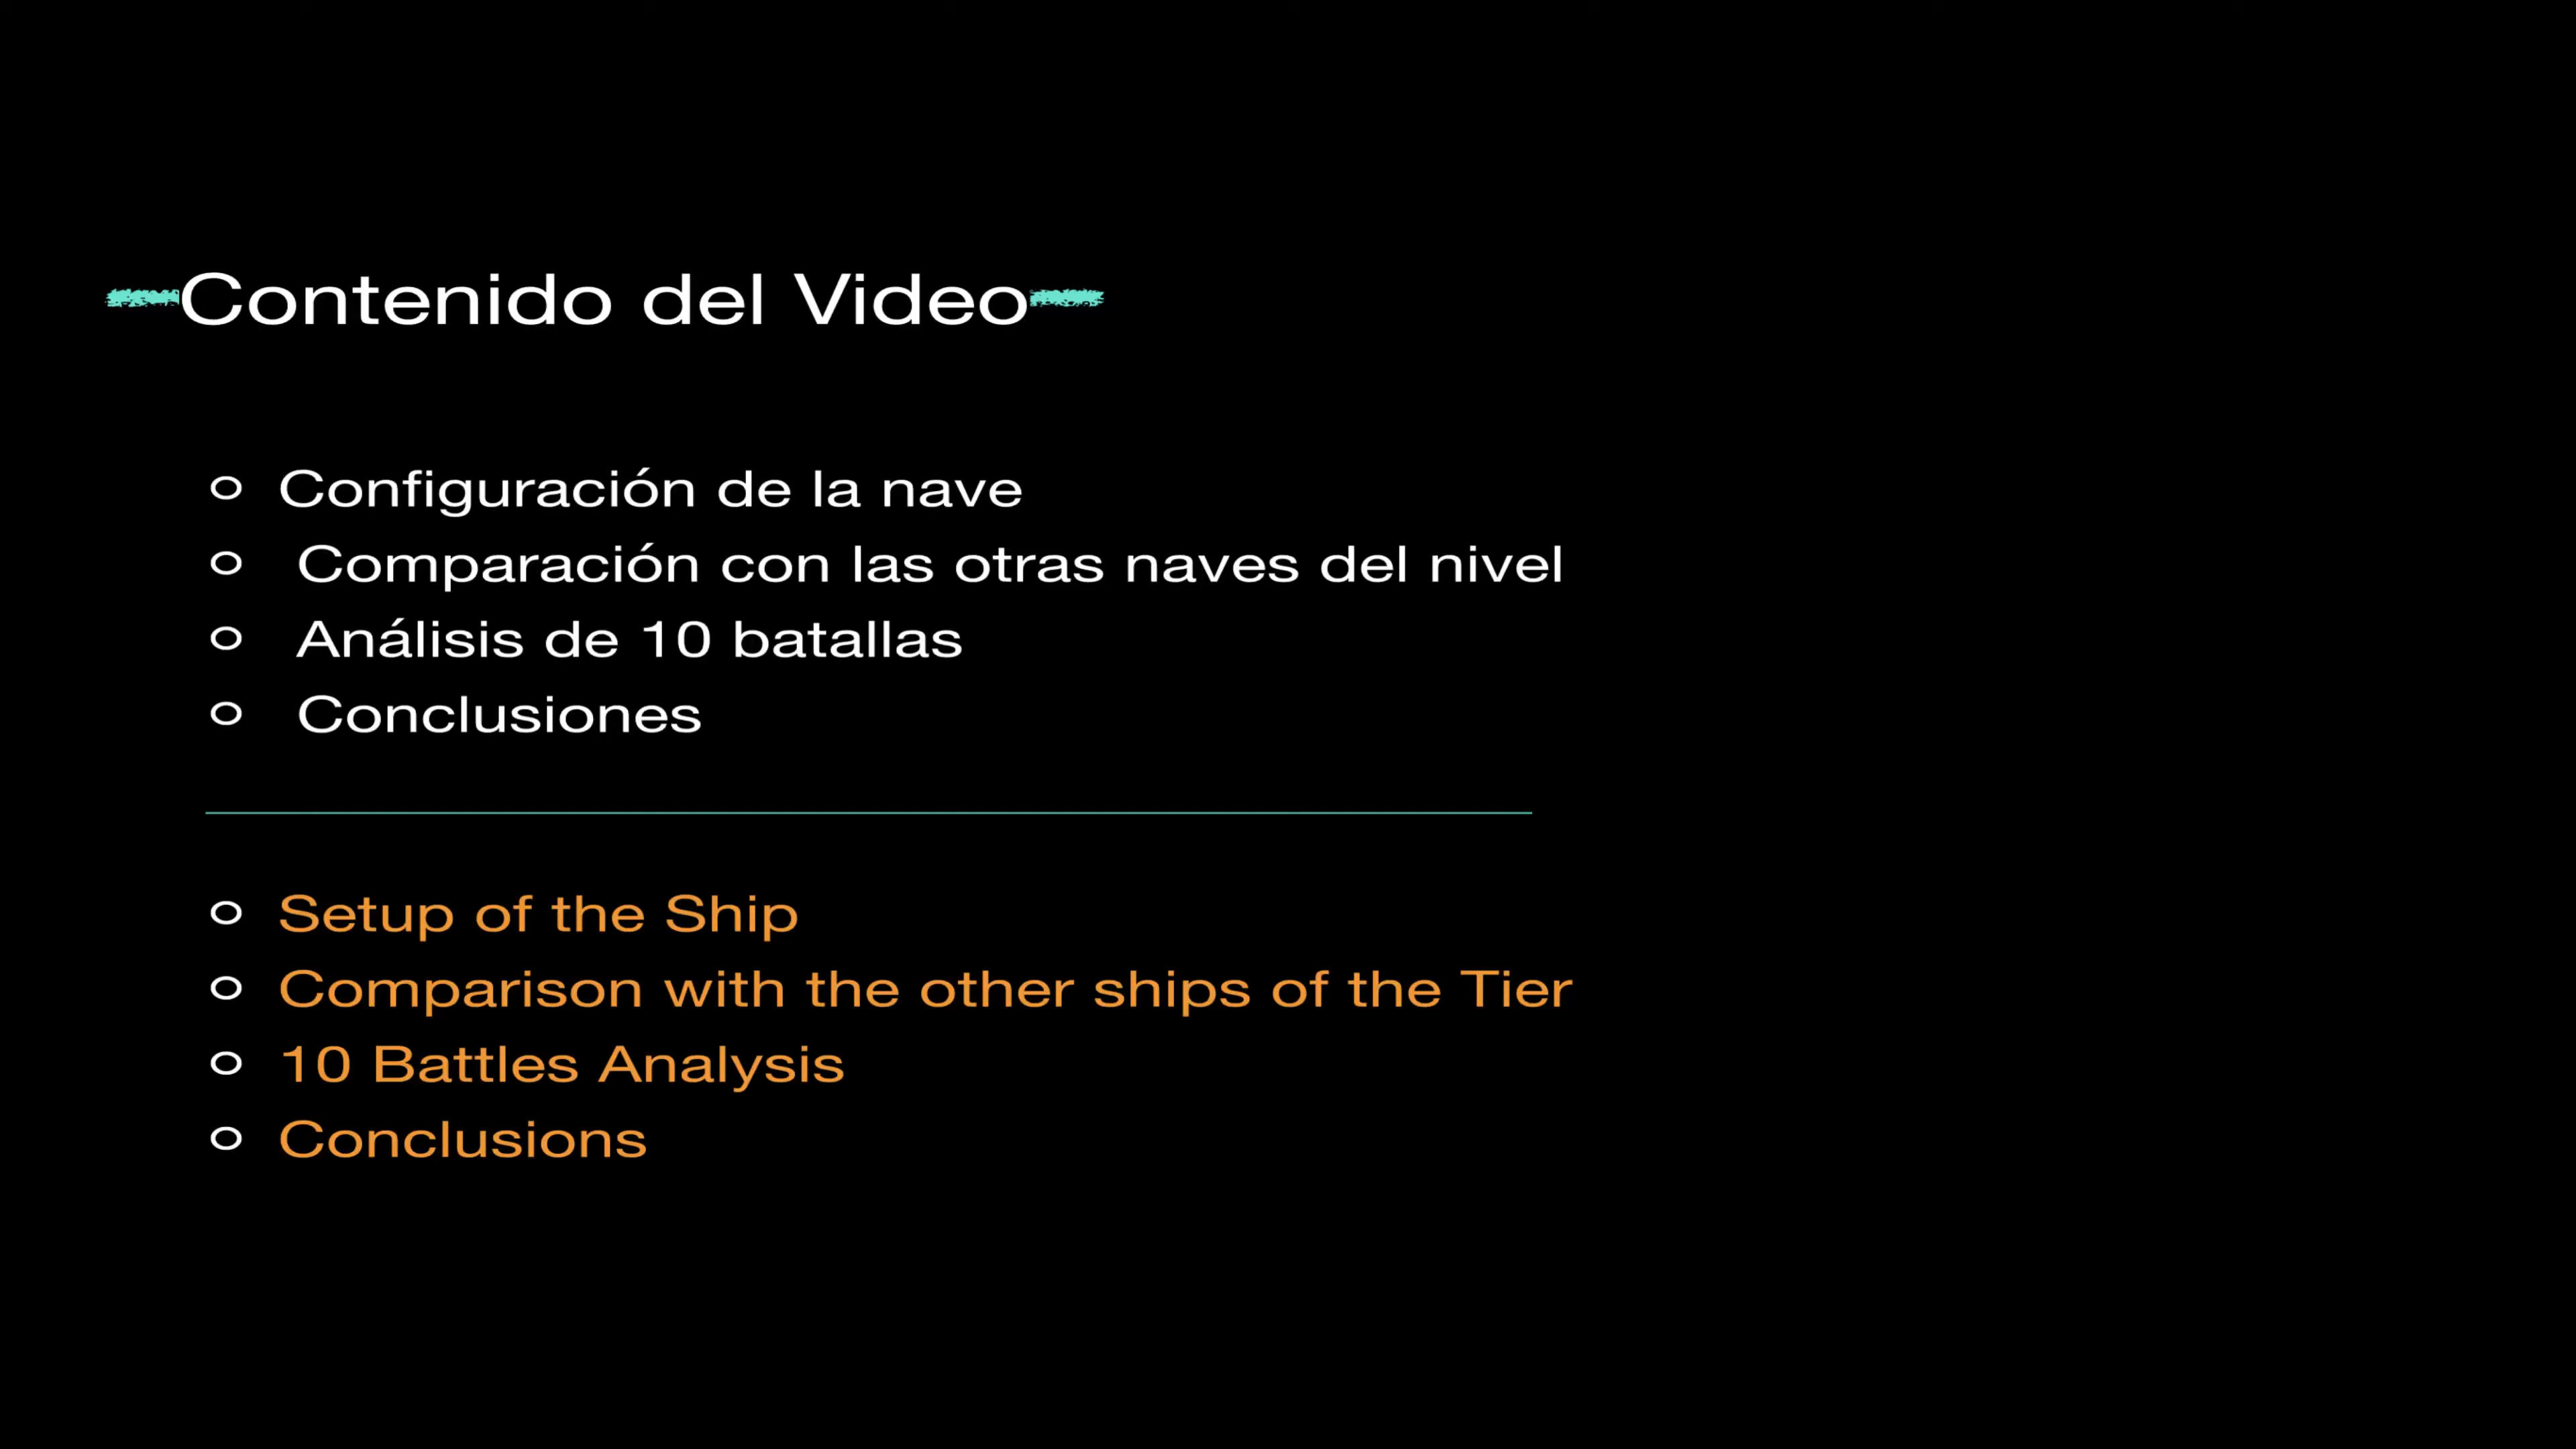 Contenido del Video
Configuración de la nave
Comparación con las otras naves del nivel
Análisis de 10 batallas
Conclusiones
Setup of the Ship
Comparison with the other ships of the Tier
10 Battles Analysis
Conclusions